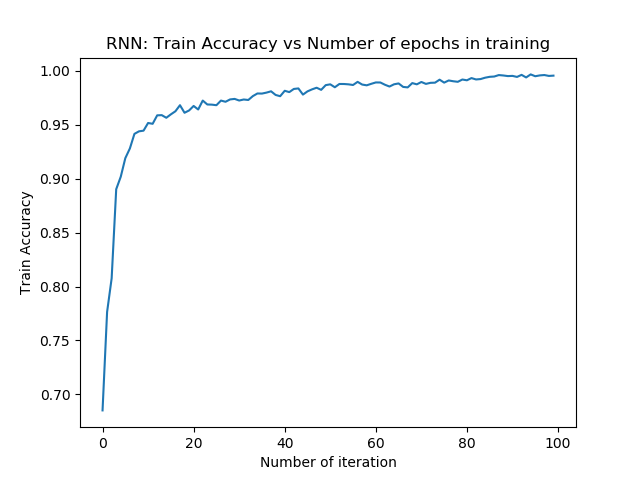 RNN: Train Accuracy vs Number of epochs in training
1.00
0.95
0.90
0.85
0.80
0.75
0.70
Train Accuracy
0 20 40 60 80 100
Number of iteration